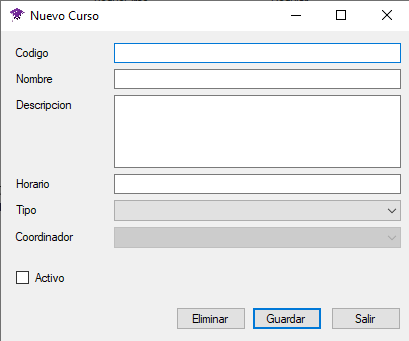 Nuevo Curso
Codigo
Nombre
Descripcion
Horario
Tipo
Coordinador
Activo
Eliminar Guardar Salir